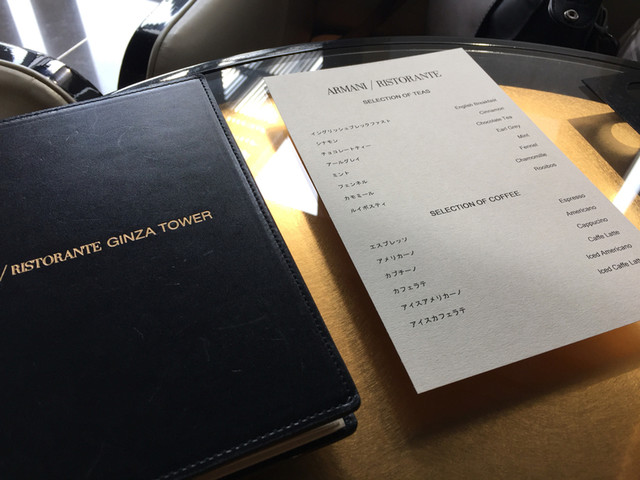 / RISTORANTE GINZA TOWER
ARMANI / RISTORANTE
SELECTION OF TEAS
イングリッシュブレックファスト English Breakfast
シナモン Cinnamon
チョコレートティー Chocolate Tea
アールグレイ Earl Grey
ミント Mint
フェンネル Fennel
カモミール Chamomille
ルイボスティ Rooibos
SELECTION OF COFFEE
エスプレッソ Espresso
アメリカーノ Americano
カプチーノ Cappucino
カフェラテ Caffe Latte
アイスアメリカーノ Iced Americano
アイスカフェラテ Iced Caffe Latte